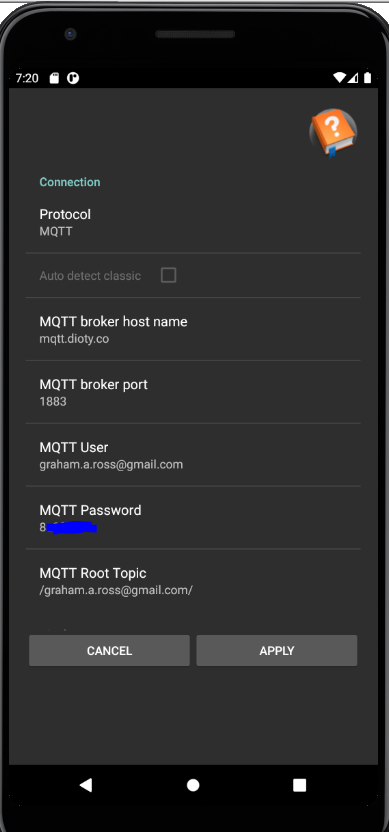 7:20
?
Connection
Protocol
MQTT
Auto detect classic
MQTT broker host name
mqtt.dioty.co
MQTT broker port
1883
MQTT User
graham.a.ross@gmail.com
MQTT Password
8
MQTT Root Topic
/graham.a.ross@gmail.com/
CANCEL
APPLY